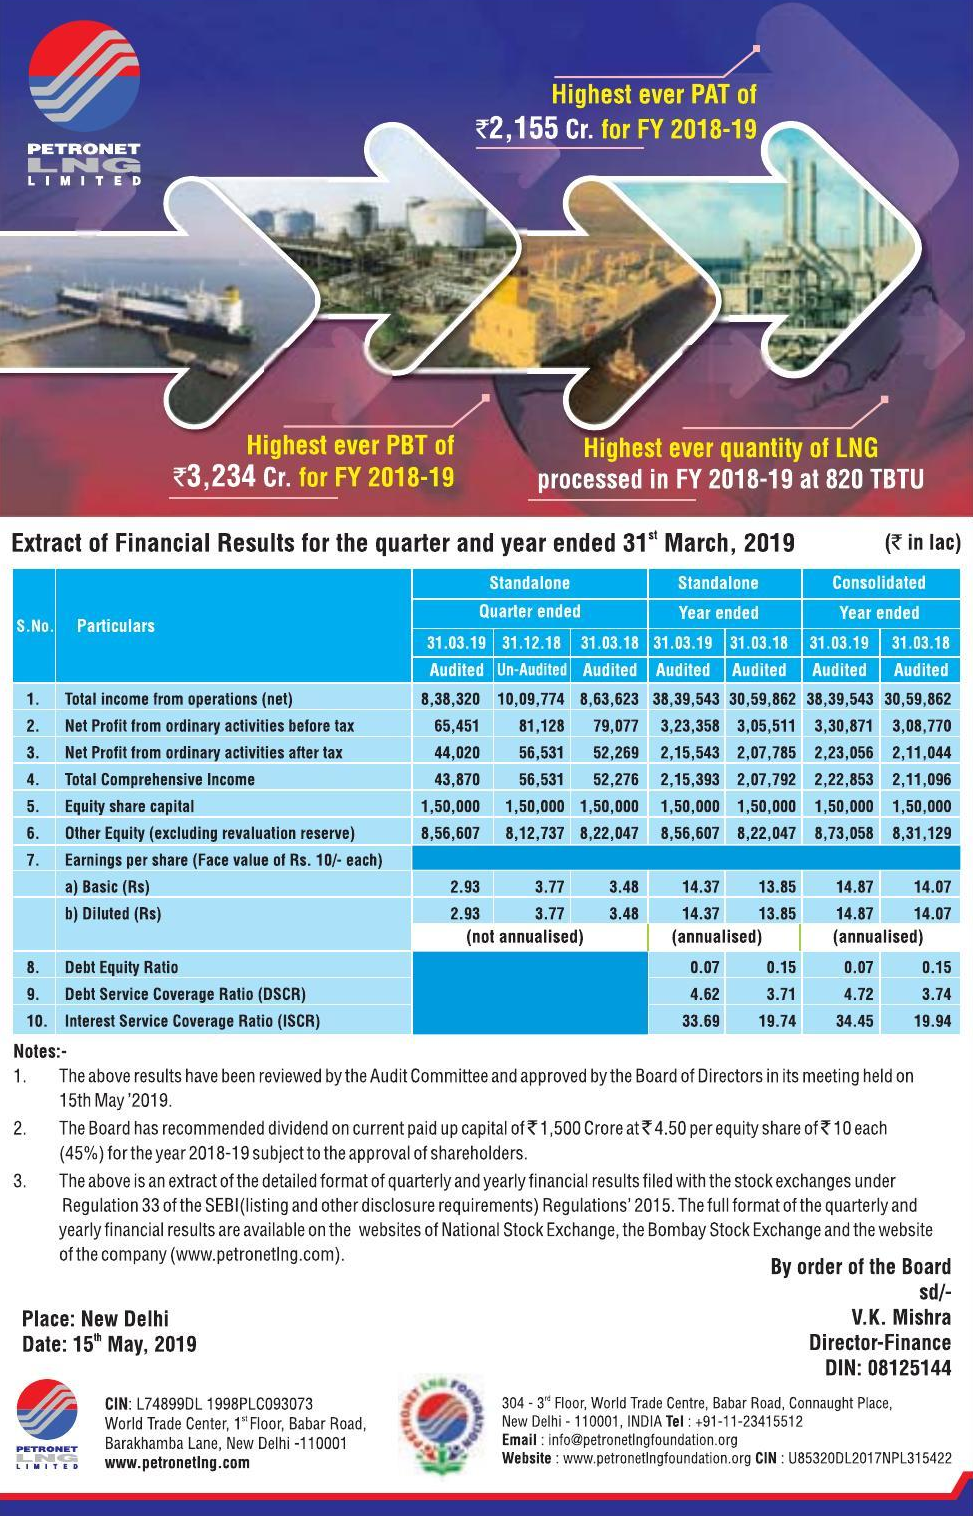 PETRONET
LNG
LIMITED
Highest ever PAT of
₹2,155 Cr. for FY 2018-19
Highest ever PBT of
₹3,234 Cr. for FY 2018-19
Highest ever quantity of LNG
processed in FY 2018-19 at 820 TBTU
Extract of Financial Results for the quarter and year ended 31st March, 2019 (₹ in lac)
S.No. Particulars Standalone Standalone Consolidated
Quarter ended Year ended Year ended
31.03.19 31.12.18 31.03.18 31.03.19 31.03.18 31.03.19 31.03.18
Audited Un-Audited Audited Audited Audited Audited Audited
1. Total income from operations (net) 8,38,320 10,09,774 8,63,623 38,39,543 30,59,862 38,39,543 30,59,862
2. Net Profit from ordinary activities before tax 65,451 81,128 79,077 3,23,358 3,05,511 3,30,871 3,08,770
3. Net Profit from ordinary activities after tax 44,020 56,531 52,269 2,15,543 2,07,785 2,23,056 2,11,044
4. Total Comprehensive Income 43,870 56,531 52,276 2,15,393 2,07,792 2,22,853 2,11,096
5. Equity share capital 1,50,000 1,50,000 1,50,000 1,50,000 1,50,000 1,50,000 1,50,000
6. Other Equity (excluding revaluation reserve) 8,56,607 8,12,737 8,22,047 8,56,607 8,22,047 8,73,058 8,31,129
7. Earnings per share (Face value of Rs. 10/- each)
a) Basic (Rs) 2.93 3.77 3.48 14.37 13.85 14.87 14.07
b) Diluted (Rs) 2.93 3.77 3.48 14.37 13.85 14.87 14.07
(not annualised) (annualised) (annualised)
8. Debt Equity Ratio 0.07 0.15 0.07 0.15
9. Debt Service Coverage Ratio (DSCR) 4.62 3.71 4.72 3.74
10. Interest Service Coverage Ratio (ISCR) 33.69 19.74 34.45 19.94
Notes:-
1. The above results have been reviewed by the Audit Committee and approved by the Board of Directors in its meeting held on
15th May '2019.
2. The Board has recommended dividend on current paid up capital of ₹ 1,500 Crore at ₹ 4.50 per equity share of ₹ 10 each
(45%) for the year 2018-19 subject to the approval of shareholders.
3. The above is an extract of the detailed format of quarterly and yearly financial results filed with the stock exchanges under
Regulation 33 of the SEBI(listing and other disclosure requirements) Regulations' 2015. The full format of the quarterly and
yearly financial results are available on the websites of National Stock Exchange, the Bombay Stock Exchange and the website
of the company (www.petronetlng.com).
By order of the Board
sd/-
V.K. Mishra
Director-Finance
DIN: 08125144
Place: New Delhi
Date: 15th May, 2019
PETRONET
LNG
LIMITED
CIN: L74899DL 1998PLC093073
World Trade Center, 1st Floor, Babar Road,
Barakhamba Lane, New Delhi -110001
www.petronetlng.com
PETRONET LNG FOUNDATION
304 - 3rd Floor, World Trade Centre, Babar Road, Connaught Place,
New Delhi - 110001, INDIA Tel : +91-11-23415512
Email : info@petronetlngfoundation.org
Website : www.petronetlngfoundation.org CIN : U85320DL2017NPL315422